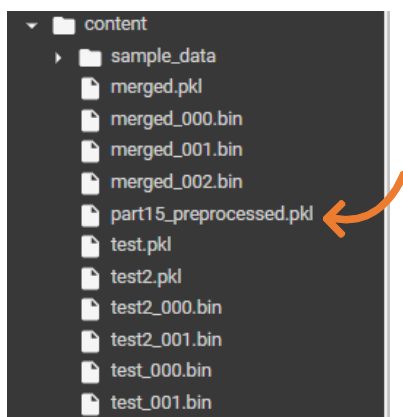 content
sample_data
merged.pkl
merged_000.bin
merged_001.bin
merged_002.bin
part15_preprocessed.pkl
test.pkl
test2.pkl
test2_000.bin
test2_001.bin
test_000.bin
test_001.bin